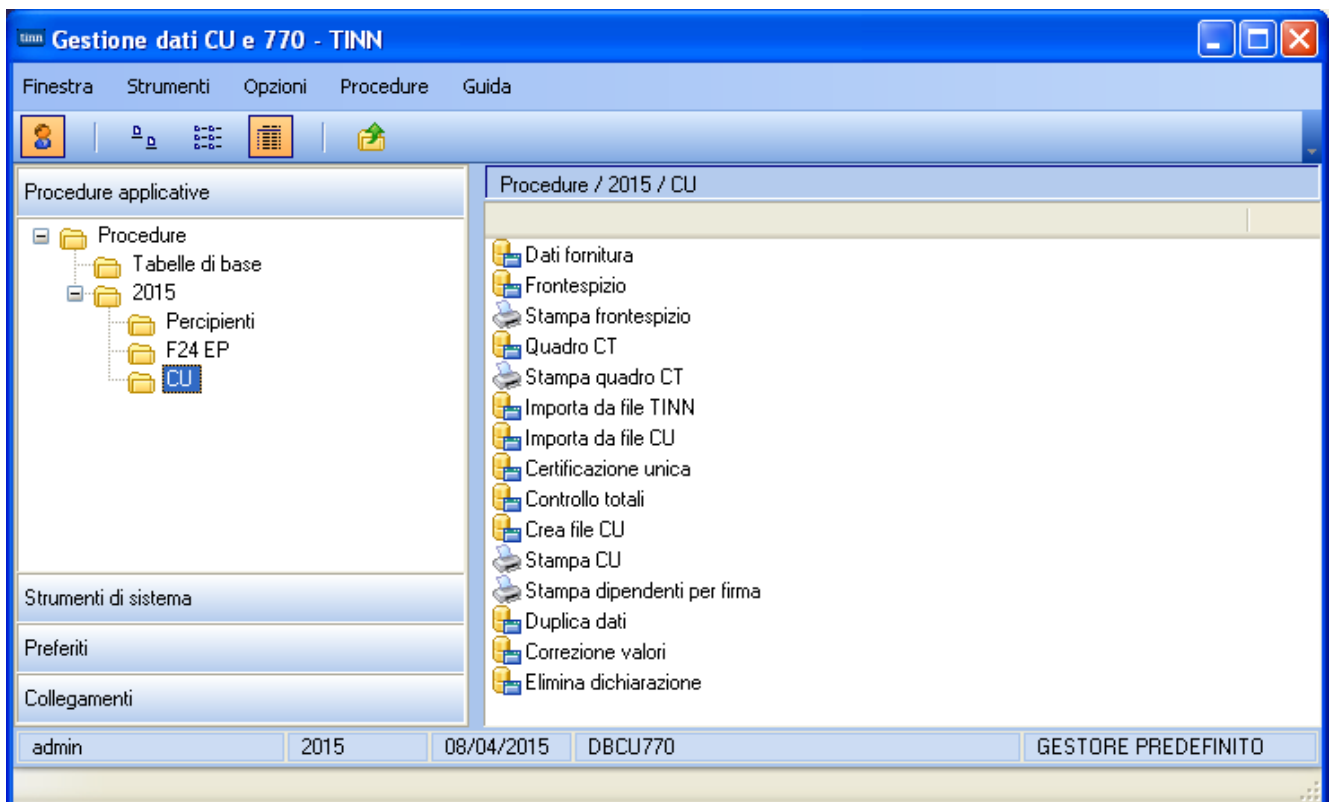 tinn Gestione dati CU e 770 - TINN
Finestra Strumenti Opzioni Procedure Guida
Procedure applicative
Procedure
Tabelle di base
2015
Percipienti
F24 EP
CU
Strumenti di sistema
Preferiti
Collegamenti
Procedure / 2015 / CU
Dati fornitura
Frontespizio
Stampa frontespizio
Quadro CT
Stampa quadro CT
Importa da file TINN
Importa da file CU
Certificazione unica
Controllo totali
Crea file CU
Stampa CU
Stampa dipendenti per firma
Duplica dati
Correzione valori
Elimina dichiarazione
admin 2015 08/04/2015 DBCU770 GESTORE PREDEFINITO